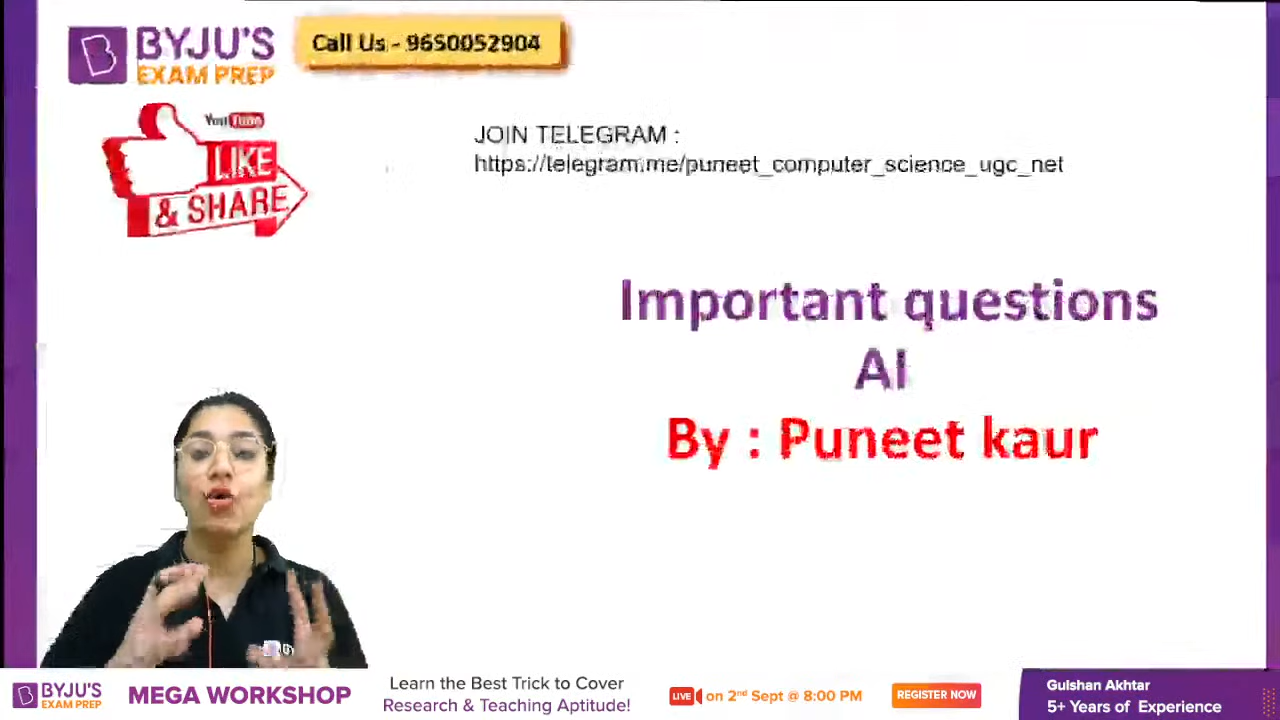 BYJU'S
EXAM PREP
Call Us - 9650052904
YouTube
LIKE
& SHARE
JOIN TELEGRAM :
https://telegram.me/puneet_computer_science_ugc_net
Important questions
AI
By : Puneet kaur
BYJU'S
EXAM PREP
MEGA WORKSHOP
Learn the Best Trick to Cover
Research & Teaching Aptitude!
LIVE
on 2nd Sept @ 8:00 PM
REGISTER NOW
Gulshan Akhtar
5+ Years of Experience